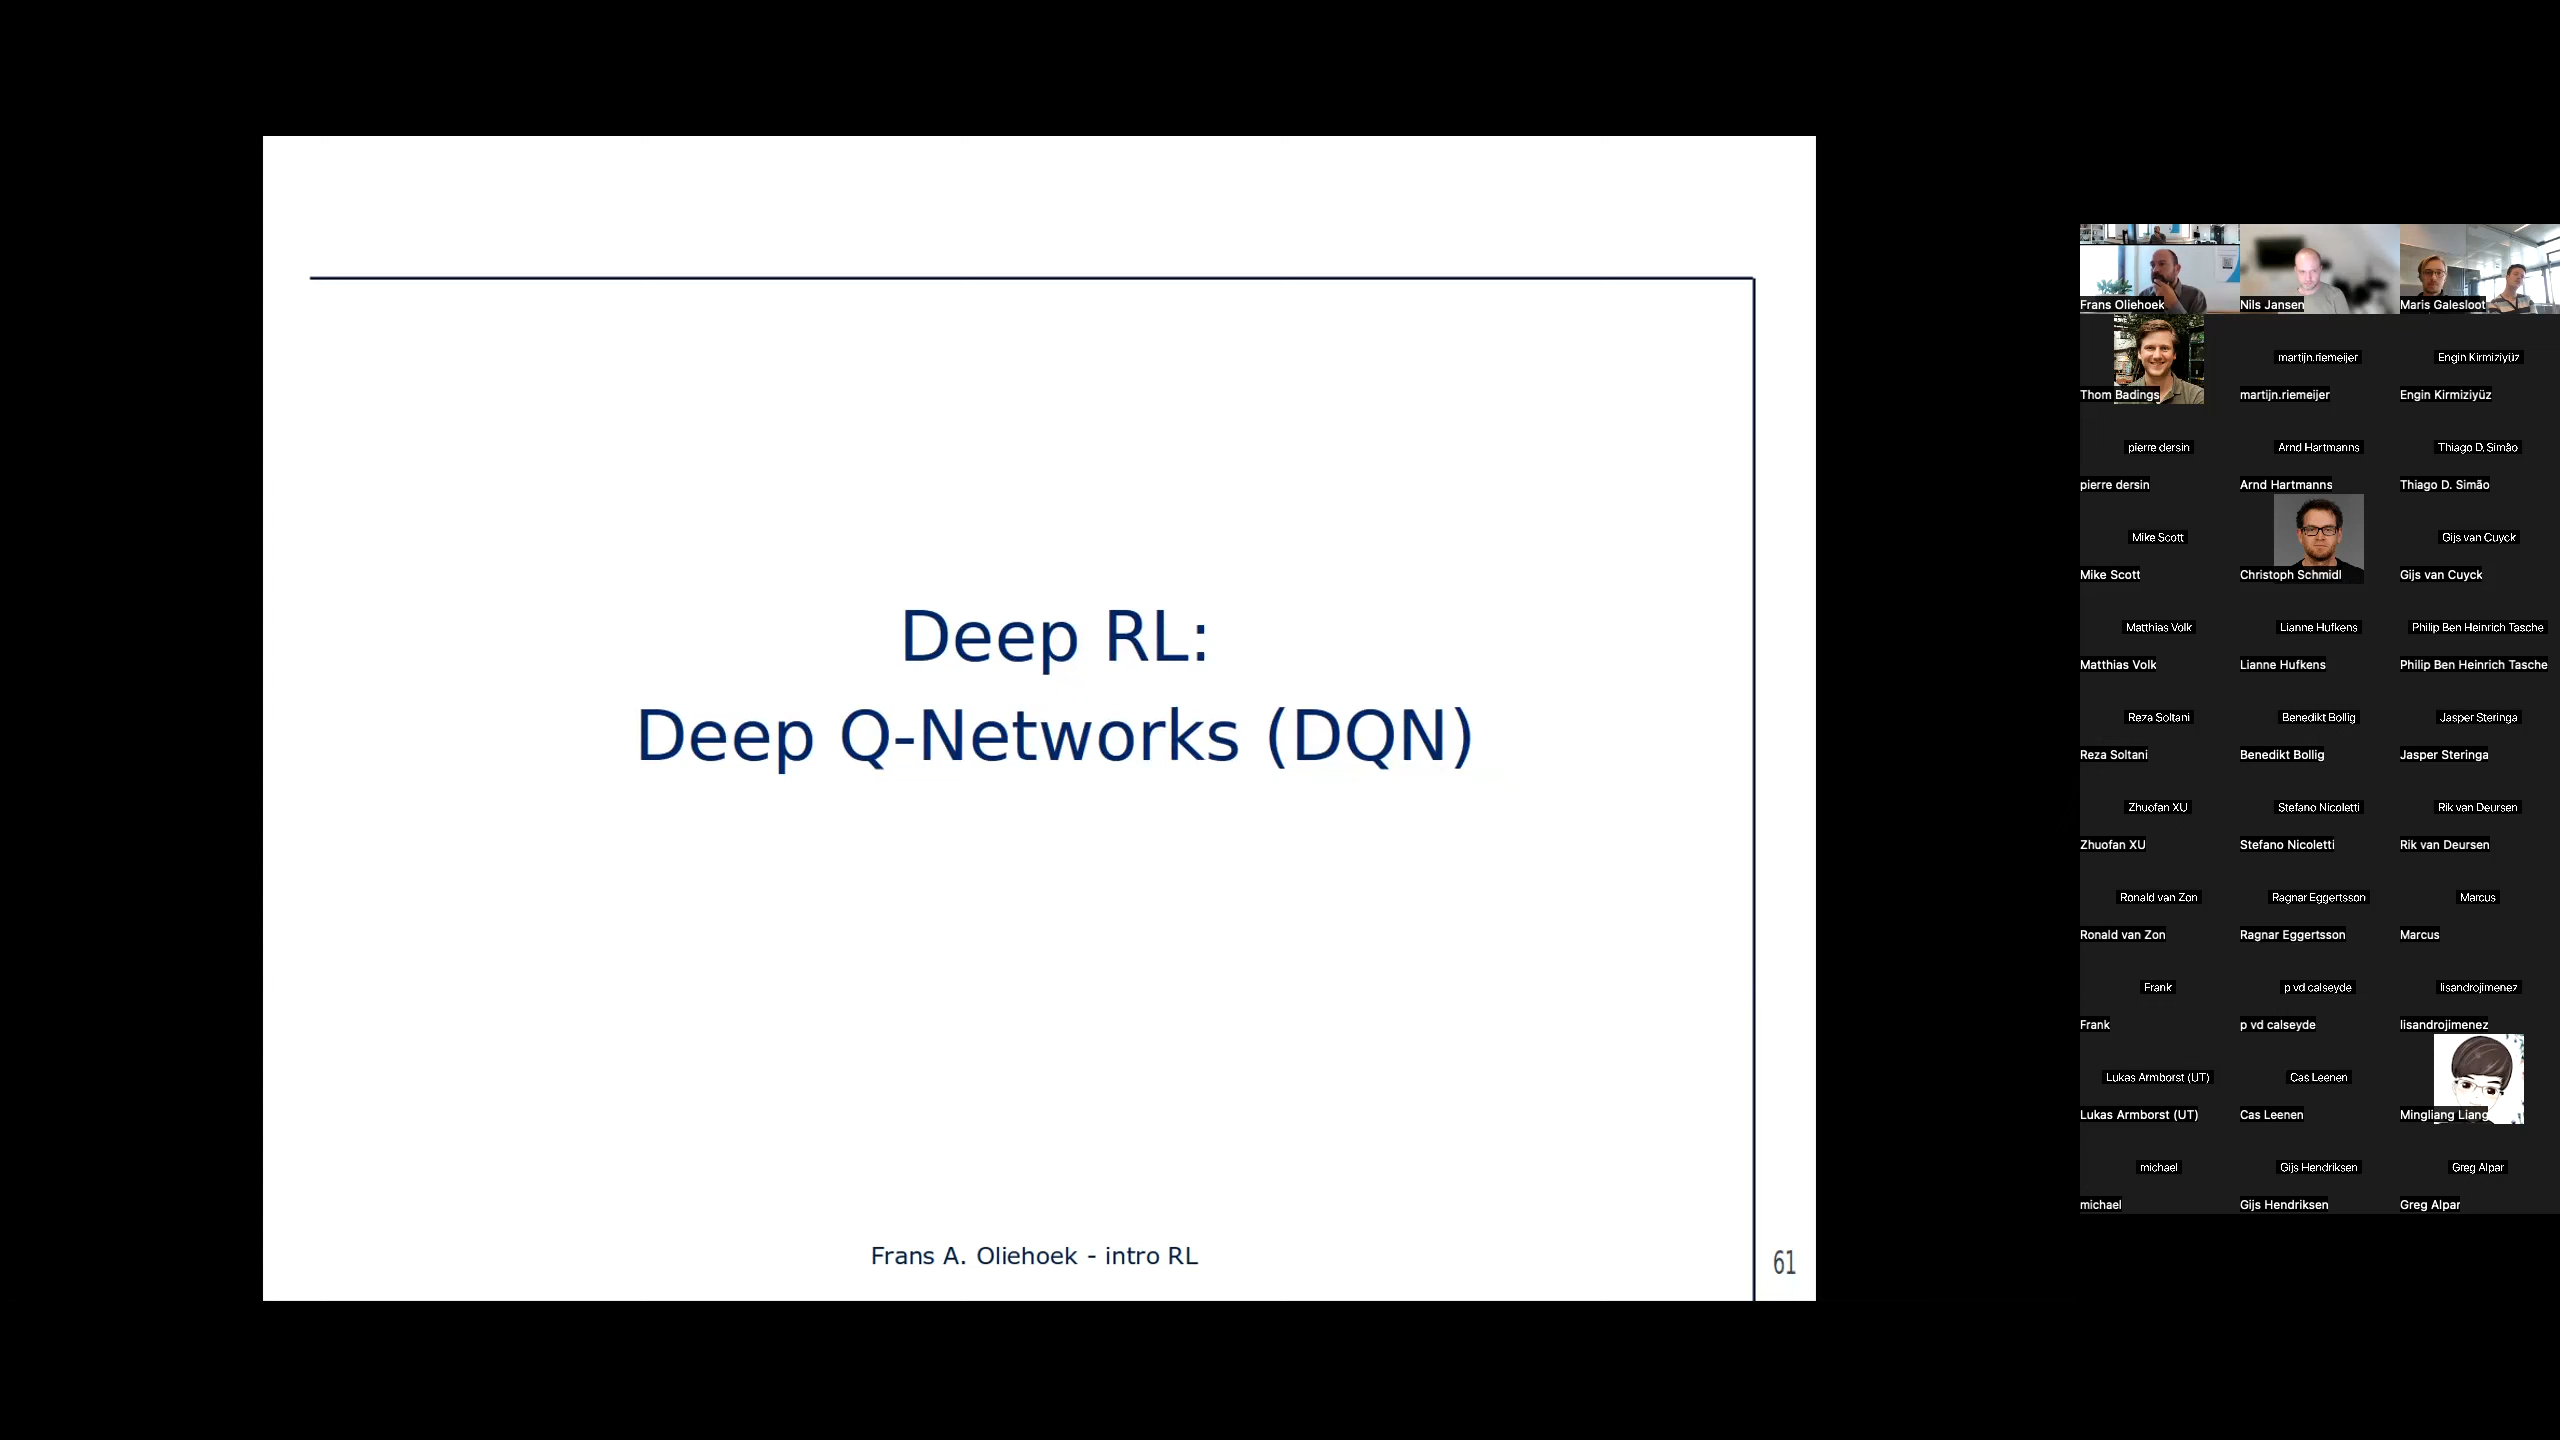 Deep RL:
Deep Q-Networks (DQN)
Frans A. Oliehoek - intro RL
61
Frans Oliehoek
Nils Jansen
Maris Galesloot
Thom Badings
martijn.riemeijer
martijn.riemeijer
Engin Kirmiziyüz
Engin Kirmiziyüz
pierre dersin
pierre dersin
Arnd Hartmanns
Arnd Hartmanns
Thiago D. Simão
Thiago D. Simão
Mike Scott
Mike Scott
Christoph Schmidl
Gijs van Cuyck
Gijs van Cuyck
Matthias Volk
Matthias Volk
Lianne Hufkens
Lianne Hufkens
Philip Ben Heinrich Tasche
Philip Ben Heinrich Tasche
Reza Soltani
Reza Soltani
Benedikt Bollig
Benedikt Bollig
Jasper Steringa
Jasper Steringa
Zhuofan XU
Zhuofan XU
Stefano Nicoletti
Stefano Nicoletti
Rik van Deursen
Rik van Deursen
Ronald van Zon
Ronald van Zon
Ragnar Eggertsson
Ragnar Eggertsson
Marcus
Marcus
Frank
Frank
p vd calseyde
p vd calseyde
lisandrojimenez
lisandrojimenez
Lukas Armborst (UT)
Lukas Armborst (UT)
Cas Leenen
Cas Leenen
Mingliang Liang
michael
michael
Gijs Hendriksen
Gijs Hendriksen
Greg Alpar
Greg Alpar